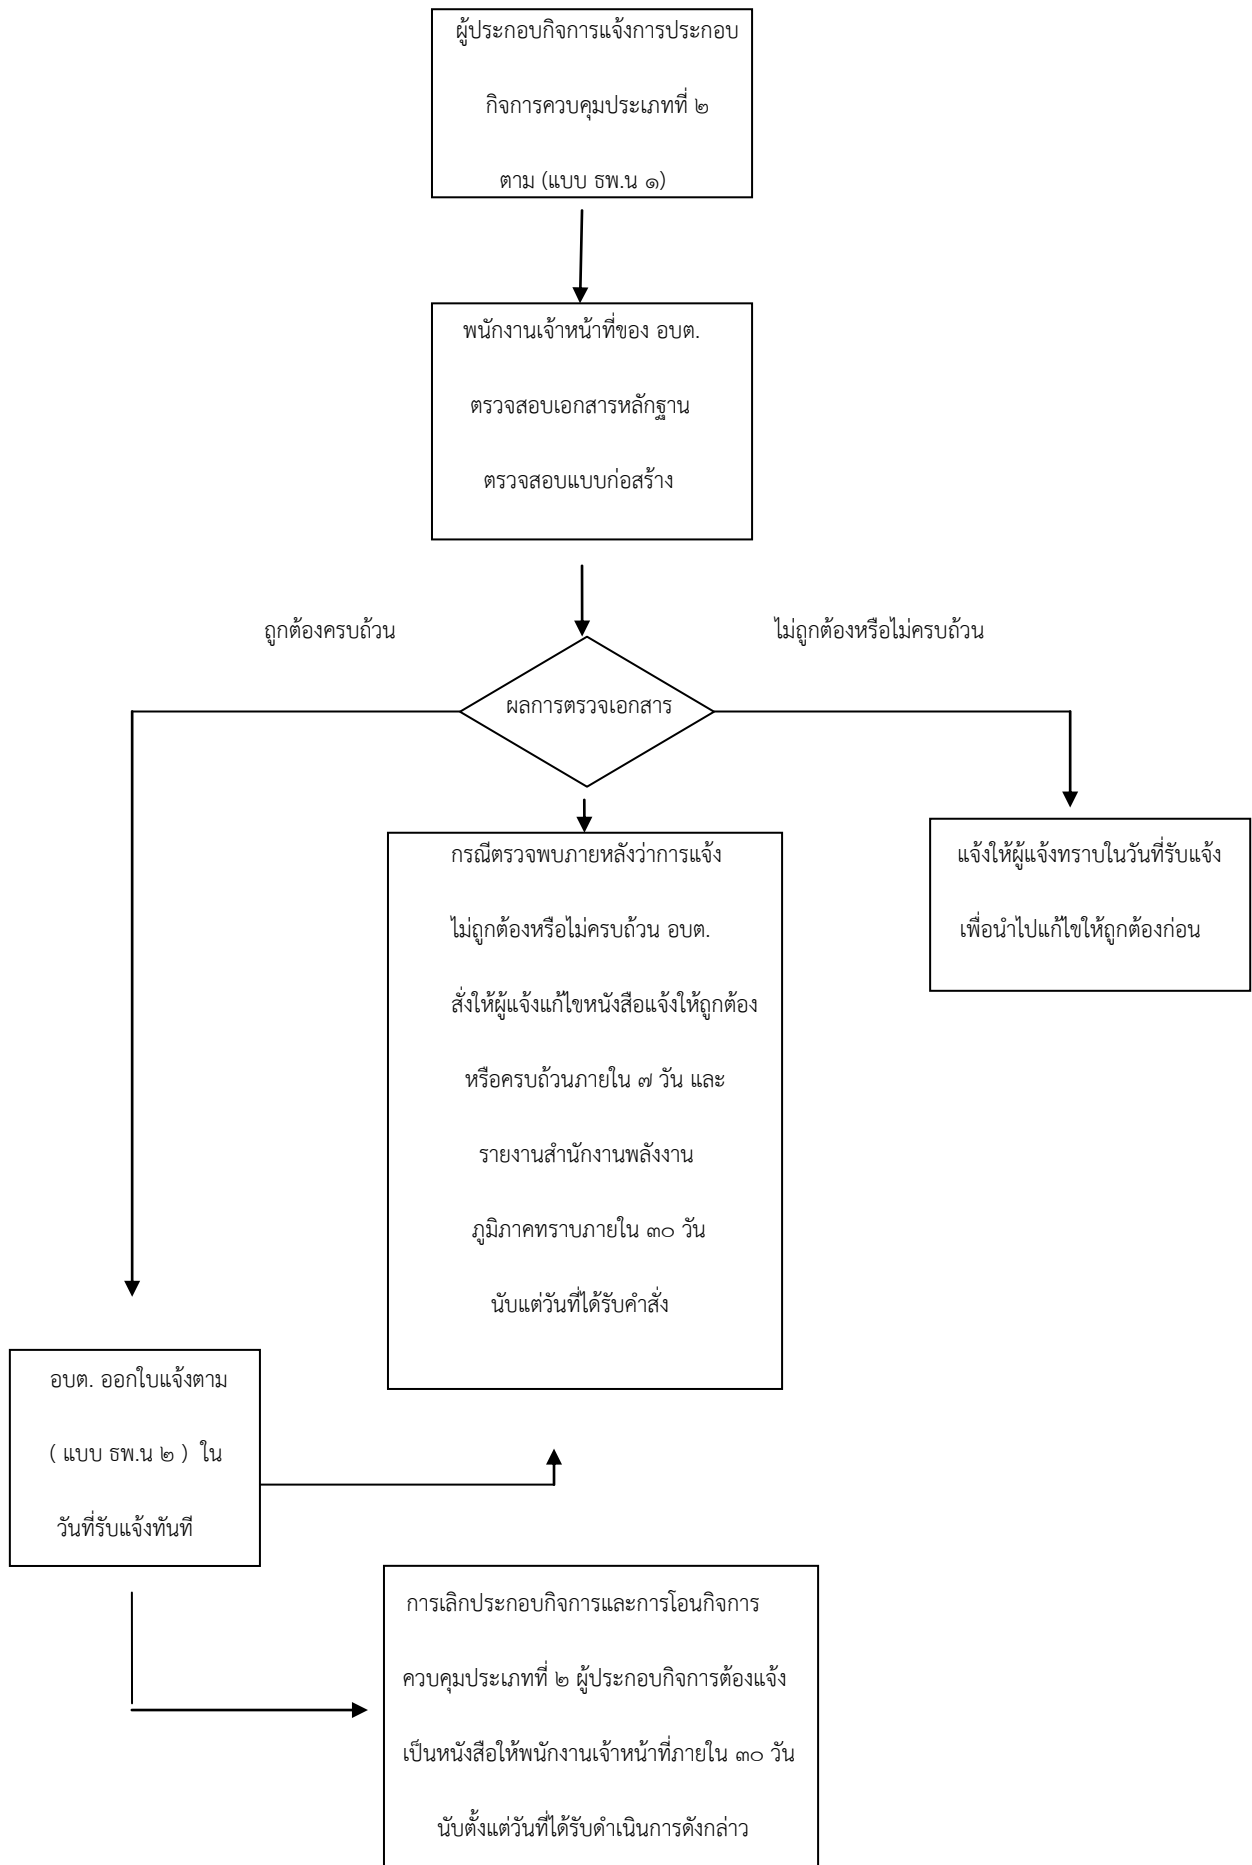 ผู้ประกอบกิจการแจ้งการประกอบ
กิจการควบคุมประเภทที่ ๒
ตาม (แบบ ธพ.น ๑)
พนักงานเจ้าหน้าที่ของ อบต.
ตรวจสอบเอกสารหลักฐาน
ตรวจสอบแบบก่อสร้าง
ถูกต้องครบถ้วน
ไม่ถูกต้องหรือไม่ครบถ้วน
ผลการตรวจเอกสาร
กรณีตรวจพบภายหลังว่าการแจ้ง
ไม่ถูกต้องหรือไม่ครบถ้วน อบต.
สั่งให้ผู้แจ้งแก้ไขหนังสือแจ้งให้ถูกต้อง
หรือครบถ้วนภายใน ๗ วัน และ
รายงานสำนักงานพลังงาน
ภูมิภาคทราบภายใน ๓๐ วัน
นับแต่วันที่ได้รับคำสั่ง
แจ้งให้ผู้แจ้งทราบในวันที่รับแจ้ง
เพื่อนำไปแก้ไขให้ถูกต้องก่อน
อบต. ออกใบแจ้งตาม
( แบบ ธพ.น ๒ ) ใน
วันที่รับแจ้งทันที
การเลิกประกอบกิจการและการโอนกิจการ
ควบคุมประเภทที่ ๒ ผู้ประกอบกิจการต้องแจ้ง
เป็นหนังสือให้พนักงานเจ้าหน้าที่ภายใน ๓๐ วัน
นับตั้งแต่วันที่ได้รับดำเนินการดังกล่าว